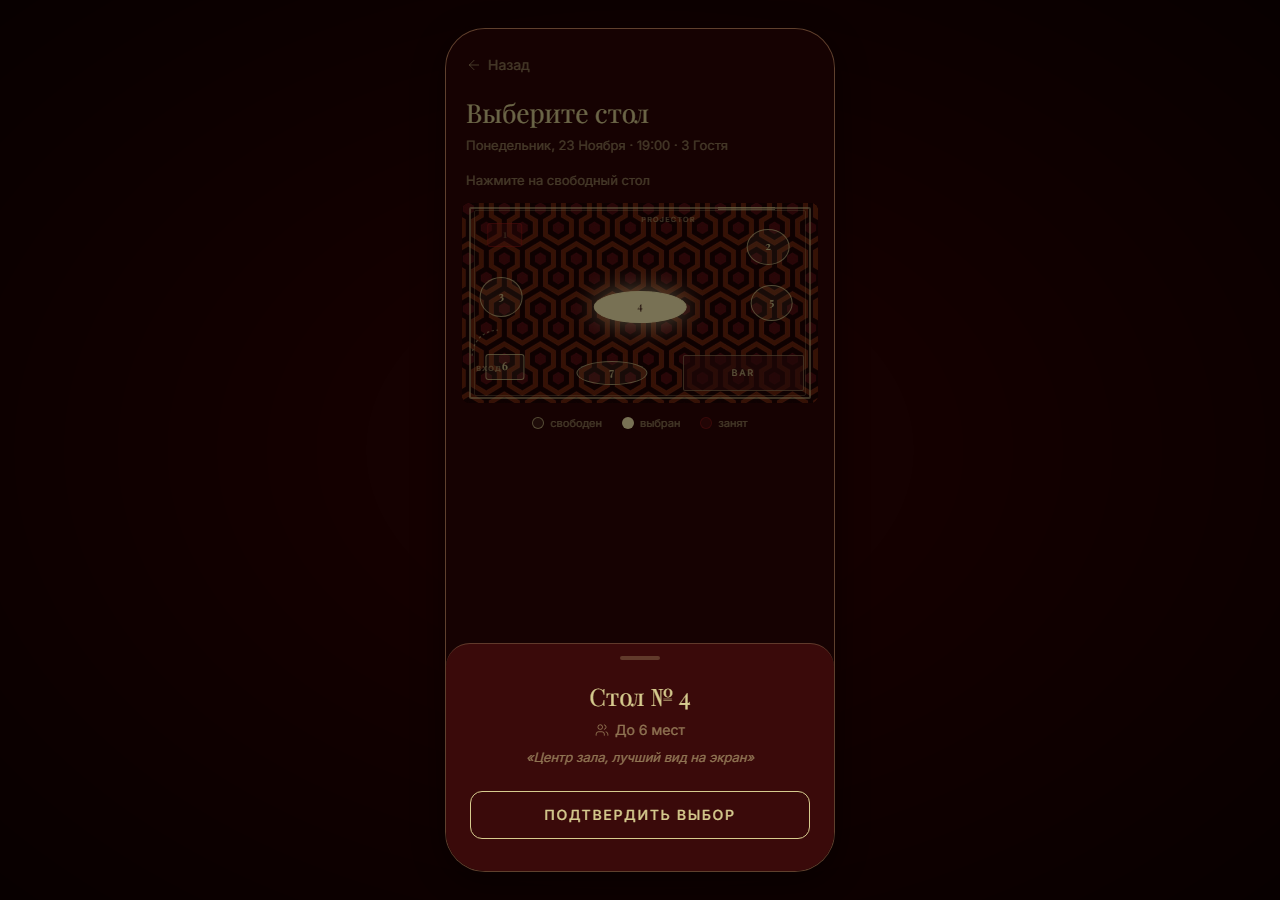 Назад
Выберите стол
Понедельник, 23 Ноября · 19:00 · 3 Гостя
Нажмите на свободный стол
PROJECTOR
2
3
4
5
ВХОД 6
7
BAR
свободен выбран занят
Стол № 4
До 6 мест
«Центр зала, лучший вид на экран»
ПОДТВЕРДИТЬ ВЫБОР